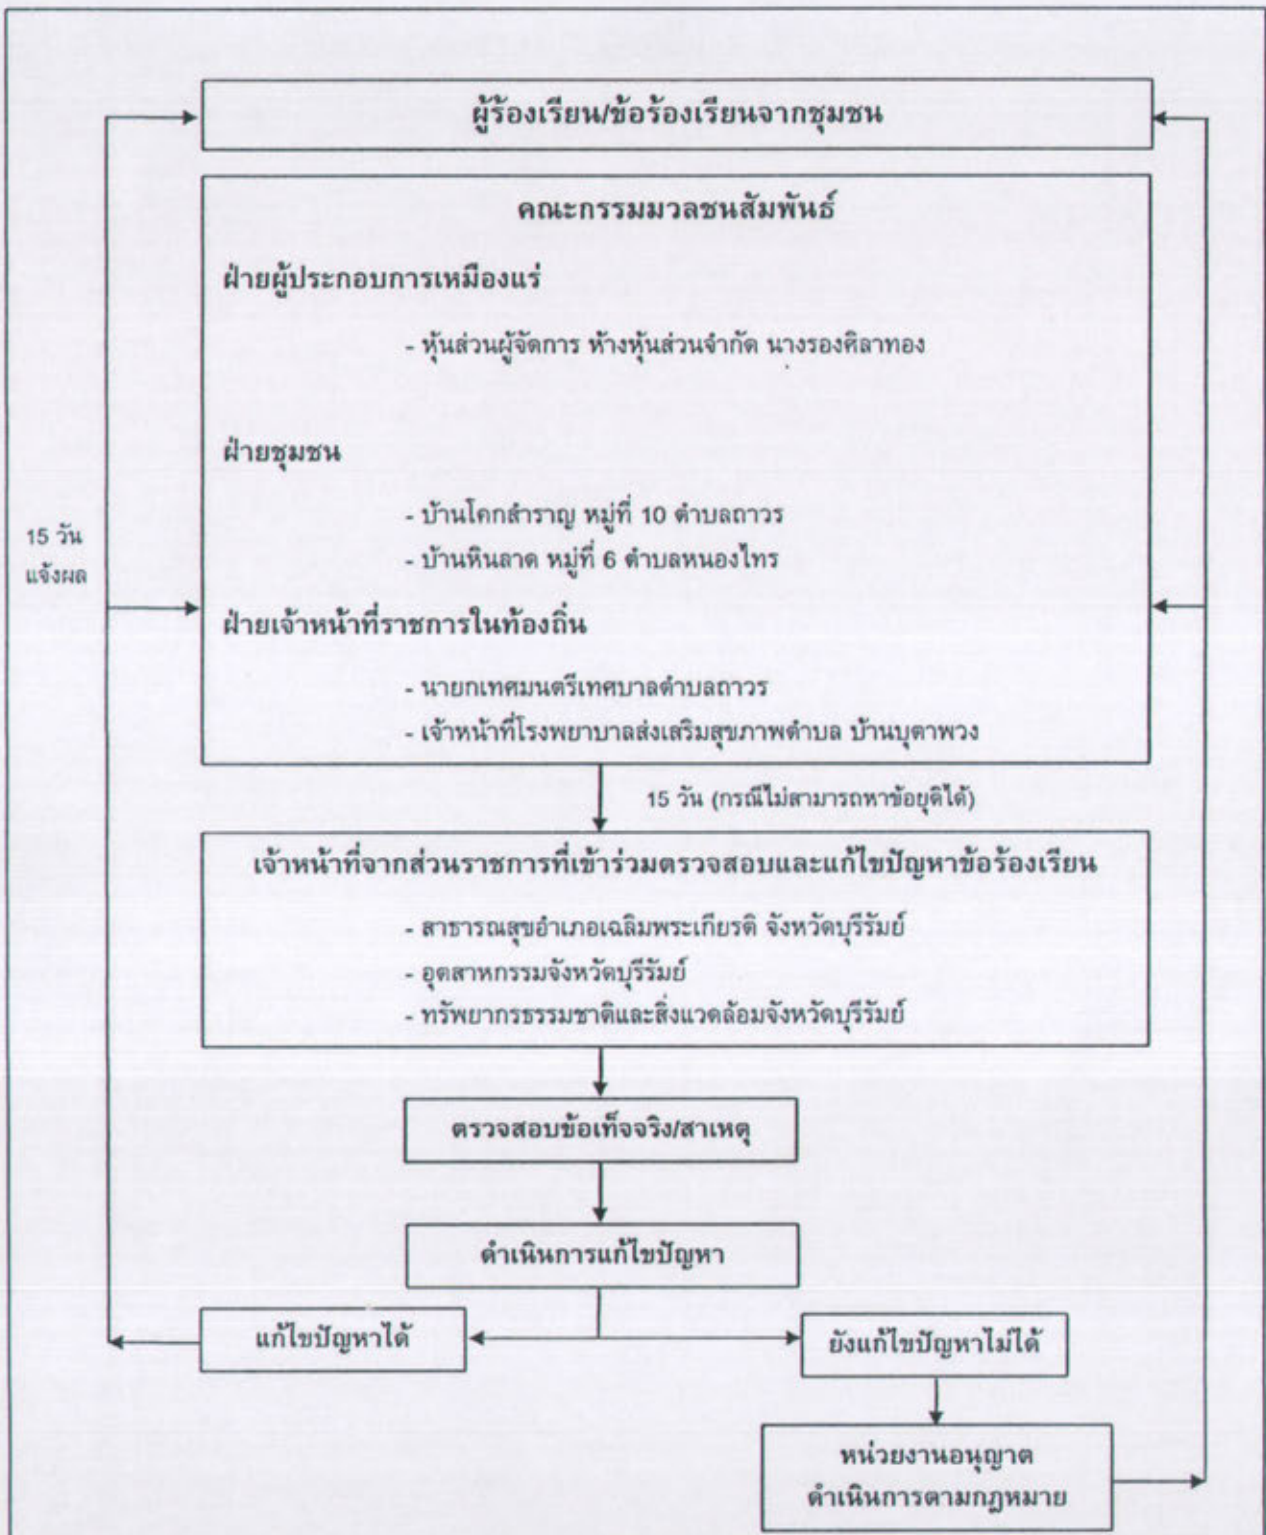 ผู้ร้องเรียน/ข้อร้องเรียนจากชุมชน
คณะกรรมมวลชนสัมพันธ์
ฝ่ายผู้ประกอบการเหมืองแร่
- หุ้นส่วนผู้จัดการ ห้างหุ้นส่วนจำกัด นางรองศิลาทอง
ฝ่ายชุมชน
- บ้านโคกสำราญ หมู่ที่ 10 ตำบลถาวร
- บ้านหินลาด หมู่ที่ 6 ตำบลหนองไทร
15 วัน
แจ้งผล
ฝ่ายเจ้าหน้าที่ราชการในท้องถิ่น
- นายกเทศมนตรีเทศบาลตำบลถาวร
- เจ้าหน้าที่โรงพยาบาลส่งเสริมสุขภาพตำบล บ้านบุตาพวง
15 วัน (กรณีไม่สามารถหาข้อยุติได้)
เจ้าหน้าที่จากส่วนราชการที่เข้าร่วมตรวจสอบและแก้ไขปัญหาข้อร้องเรียน
- สาธารณสุขอำเภอเฉลิมพระเกียรติ จังหวัดบุรีรัมย์
- อุตสาหกรรมจังหวัดบุรีรัมย์
- ทรัพยากรธรรมชาติและสิ่งแวดล้อมจังหวัดบุรีรัมย์
ตรวจสอบข้อเท็จจริง/สาเหตุ
ดำเนินการแก้ไขปัญหา
แก้ไขปัญหาได้
ยังแก้ไขปัญหาไม่ได้
หน่วยงานอนุญาต
ดำเนินการตามกฎหมาย